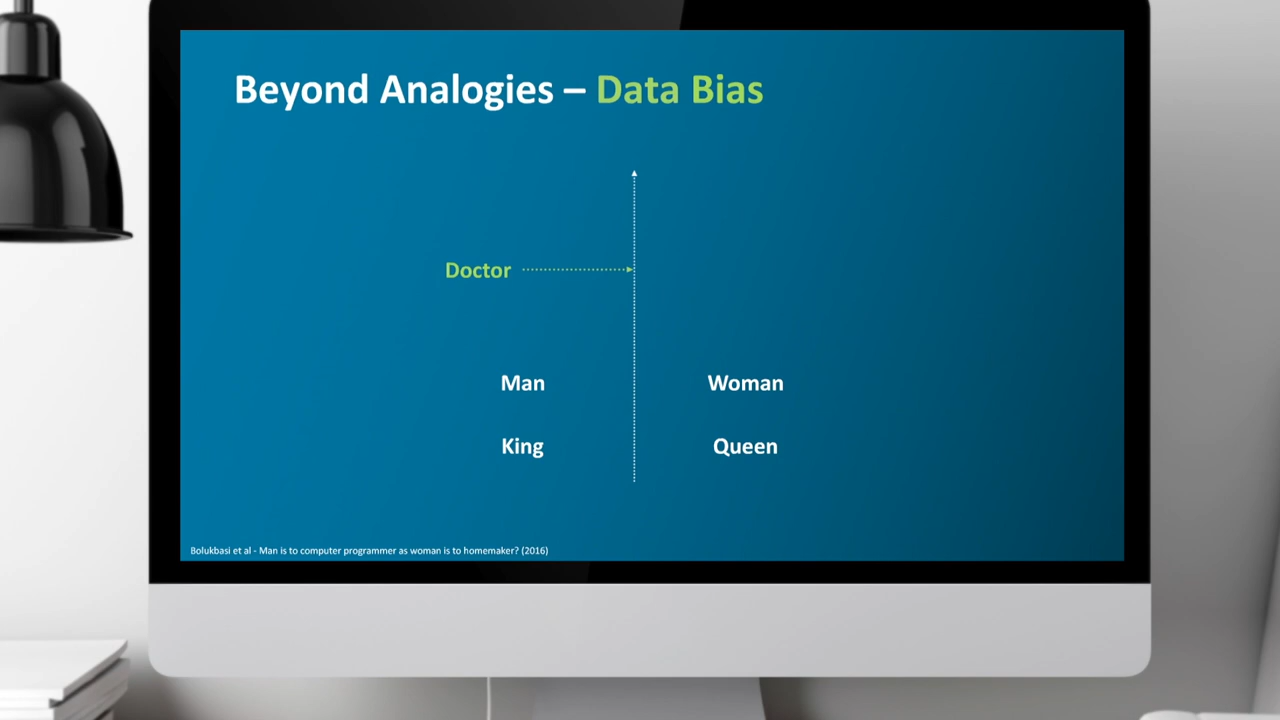 Beyond Analogies – Data Bias
Doctor
Man
Woman
King
Queen
Bolukbasi et al - Man is to computer programmer as woman is to homemaker? (2016)